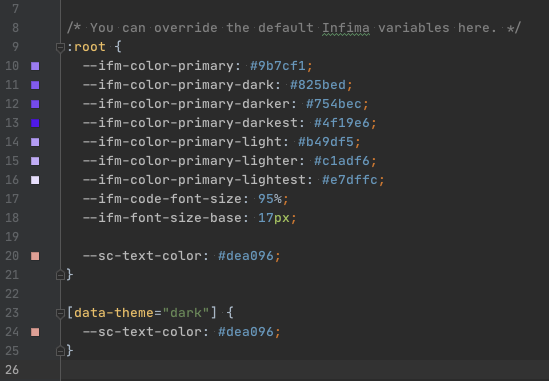 7
8 /* You can override the default Infima variables here. */
9 :root {
10 --ifm-color-primary: #9b7cf1;
11 --ifm-color-primary-dark: #825bed;
12 --ifm-color-primary-darker: #754bec;
13 --ifm-color-primary-darkest: #4f19e6;
14 --ifm-color-primary-light: #b49df5;
15 --ifm-color-primary-lighter: #c1adf6;
16 --ifm-color-primary-lightest: #e7dffc;
17 --ifm-code-font-size: 95%;
18 --ifm-font-size-base: 17px;
19
20 --sc-text-color: #dea096;
21 }
22
23 [data-theme="dark"] {
24 --sc-text-color: #dea096;
25 }
26